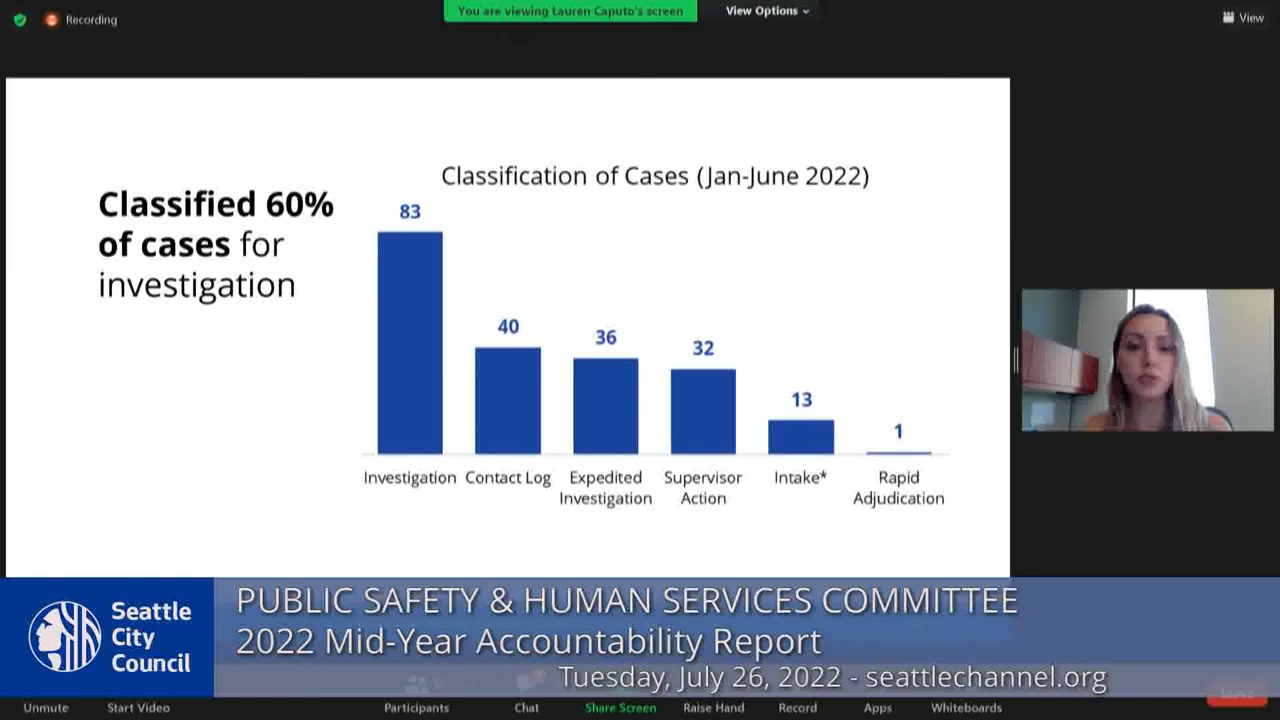 Recording
You are viewing Lauren Caputo's screen
View Options
View
Classified 60%
of cases for
investigation
Classification of Cases (Jan-June 2022)
83
40
36
32
13
1
Investigation
Contact Log
Expedited
Investigation
Supervisor
Action
Intake*
Rapid
Adjudication
Seattle
City
Council
PUBLIC SAFETY & HUMAN SERVICES COMMITTEE
2022 Mid-Year Accountability Report
Tuesday, July 26, 2022 - seattlechannel.org
Unmute
Start Video
Participants
Chat
Share Screen
Raise Hand
Record
Apps
Whiteboards